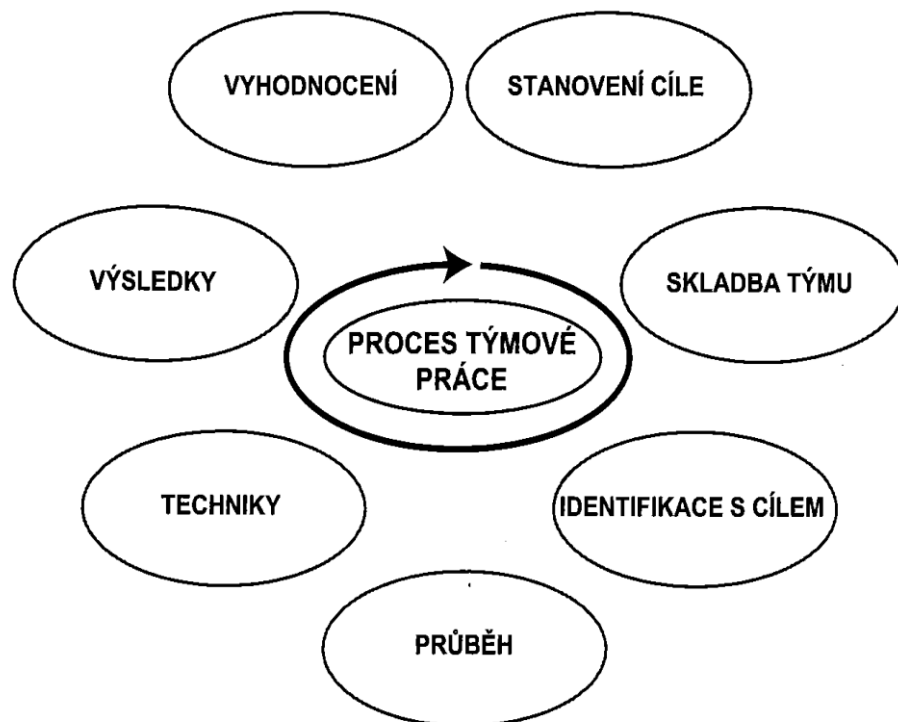 VYHODNOCENÍ
STANOVENÍ CÍLE
VÝSLEDKY
SKLADBA TÝMU
PROCES TÝMOVÉ
PRÁCE
TECHNIKY
IDENTIFIKACE S CÍLEM
PRŮBĚH